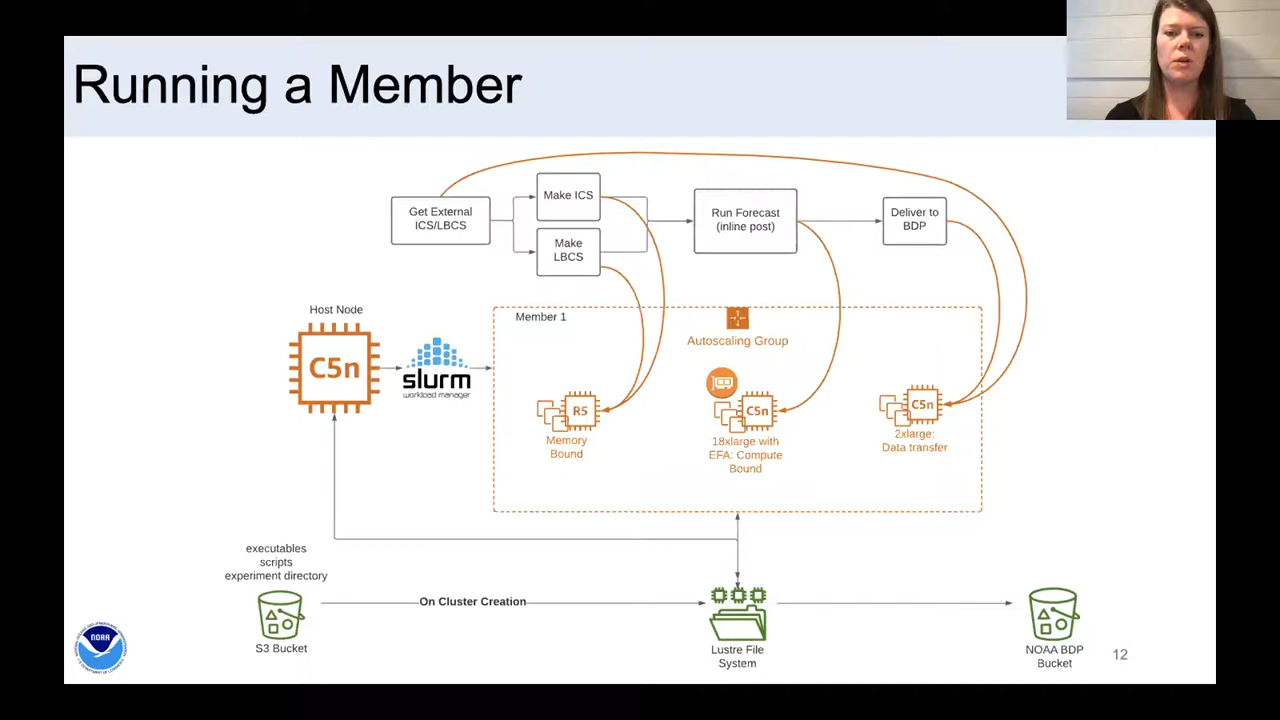 Running a Member
Get External
ICS/LBCS
Make ICS
Make
LBCS
Run Forecast
(inline post)
Deliver to
BDP
Host Node
C5n
slurm
workload manager
Member 1
Autoscaling Group
R5
Memory
Bound
C5n
18xlarge with
EFA: Compute
Bound
C5n
2xlarge:
Data transfer
executables
scripts
experiment directory
S3 Bucket
On Cluster Creation
Lustre File
System
NOAA BDP
Bucket
NOAA
12